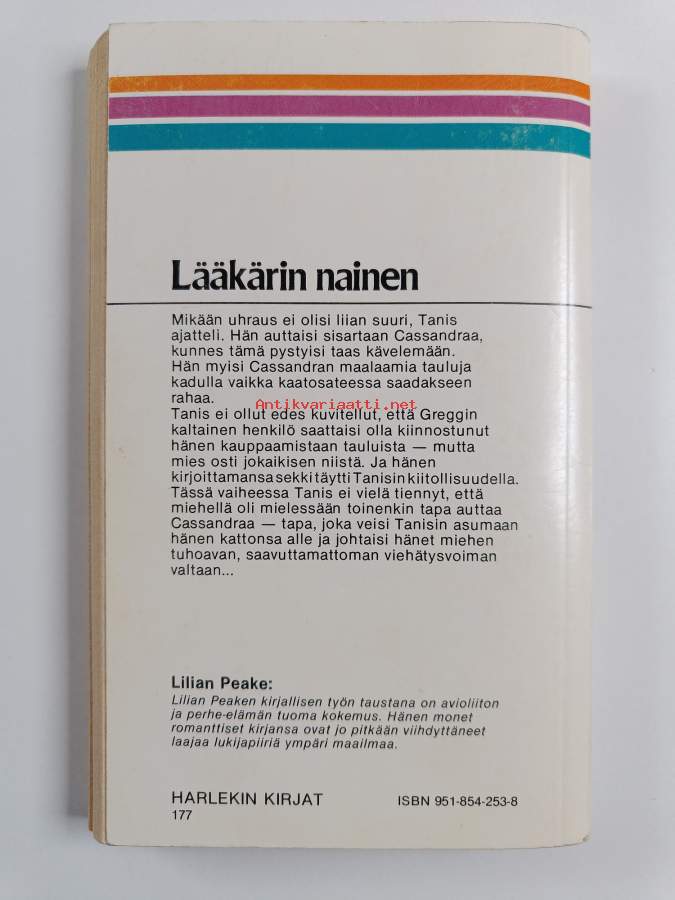 Lääkärin nainen
Mikään uhraus ei olisi liian suuri, Tanis
ajatteli. Hän auttaisi sisartaan Cassandraa,
kunnes tämä pystyisi taas kävelemään.
Hän myisi Cassandran maalaamia tauluja
kadulla vaikka kaatosateessa saadakseen
rahaa.
Antikvariaatti.net
Tanis ei ollut edes kuvitellut, että Greggin
kaltainen henkilö saattaisi olla kiinnostunut
hänen kauppaamistaan tauluista — mutta
mies osti jokaikisen niistä. Ja hänen
kirjoittamansa sekki täytti Tanisin kiitollisuudella.
Tässä vaiheessa Tanis ei vielä tiennyt, että
miehellä oli mielessään toinenkin tapa auttaa
Cassandraa — tapa, joka veisi Tanisin asumaan
hänen kattonsa alle ja johtaisi hänet miehen
tuhoavan, saavuttamattoman viehätysvoiman
valtaan...
Lilian Peake:
Lilian Peaken kirjallisen työn taustana on avioliiton
ja perhe-elämän tuoma kokemus. Hänen monet
romanttiset kirjansa ovat jo pitkään viihdyttäneet
laajaa lukijapiiriä ympäri maailmaa.
HARLEKIN KIRJAT ISBN 951-854-253-8
177